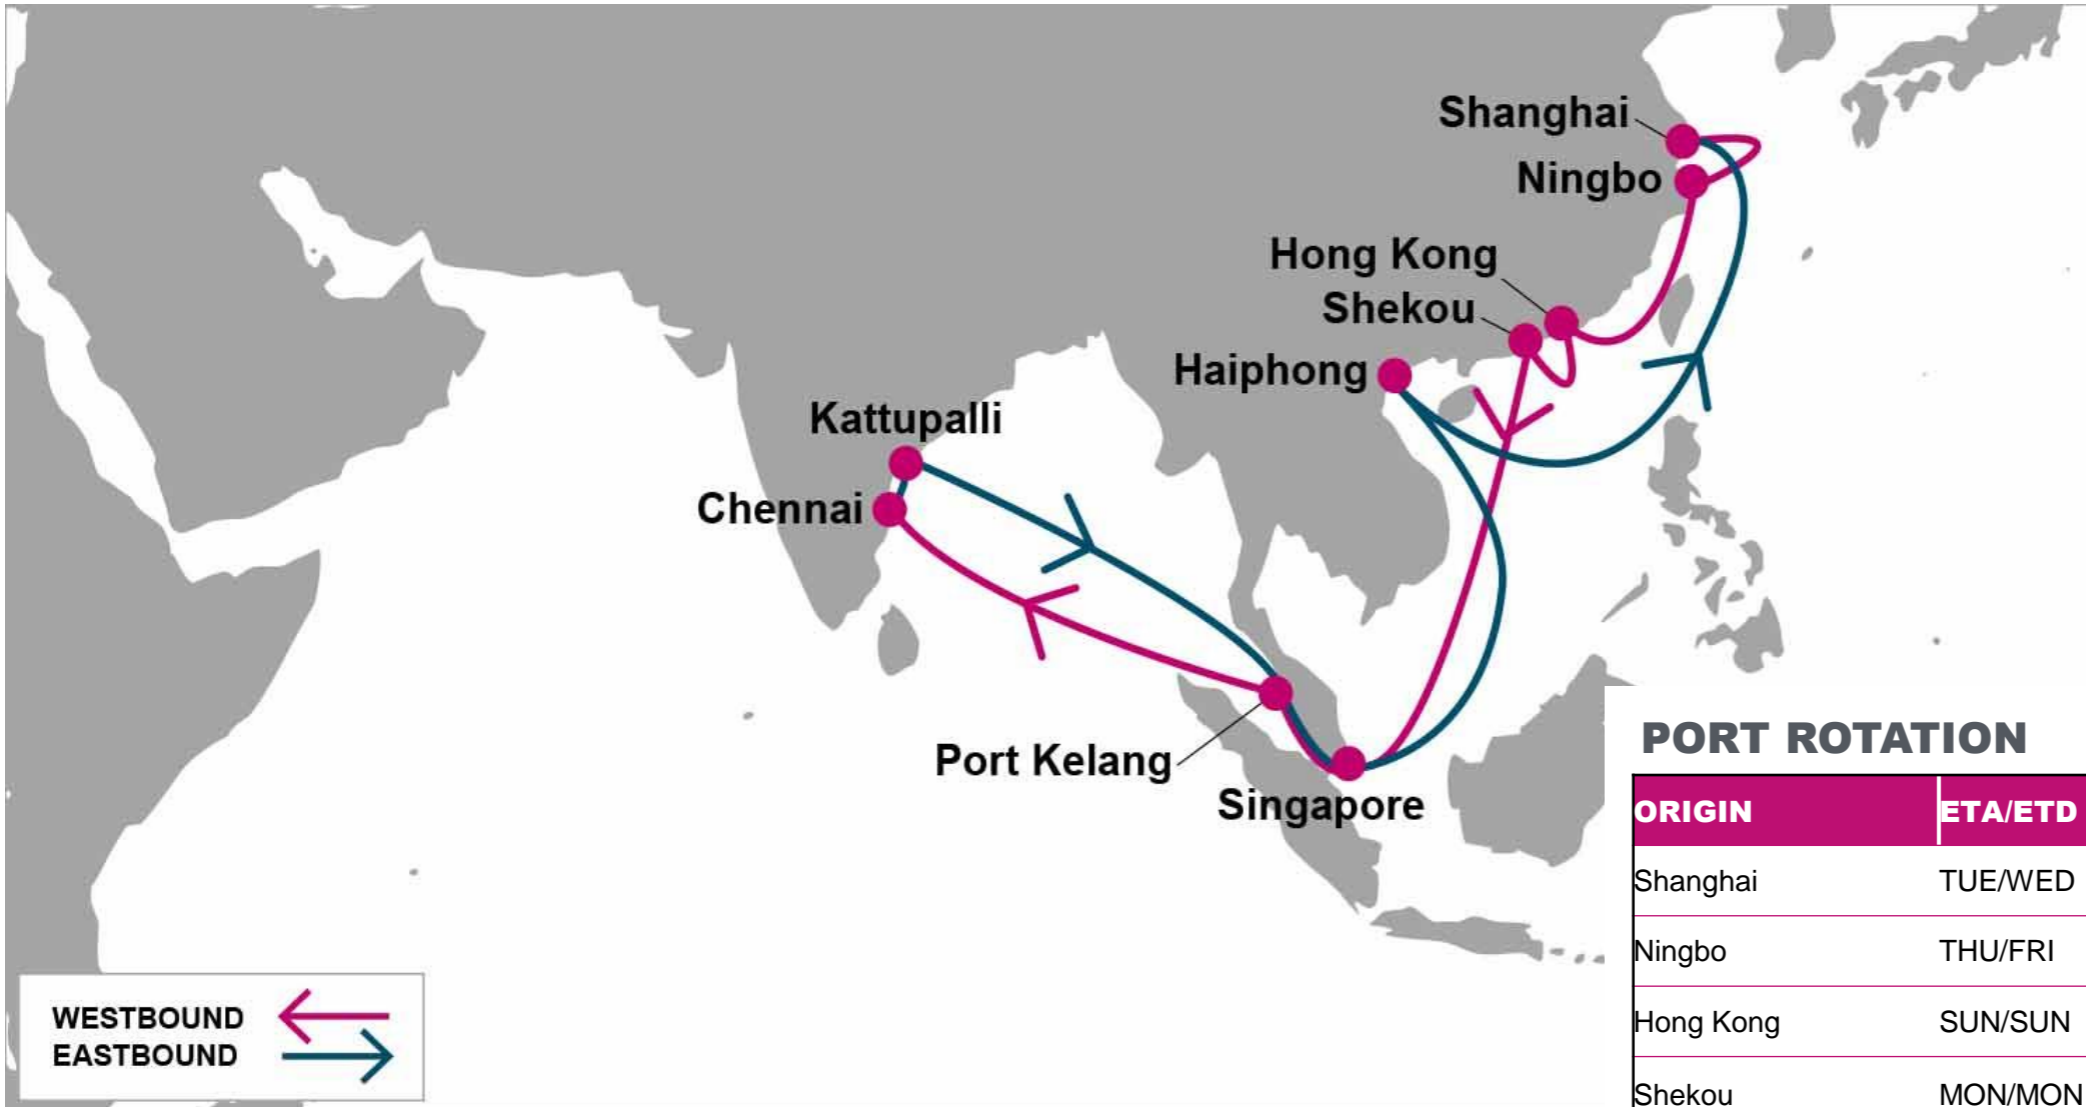 Shanghai
Ningbo
Hong Kong
Shekou
Haiphong
Kattupalli
Chennai
Port Kelang
Singapore
PORT ROTATION
ORIGIN ETA/ETD
Shanghai TUE/WED
Ningbo THU/FRI
Hong Kong SUN/SUN
Shekou MON/MON
WESTBOUND
EASTBOUND